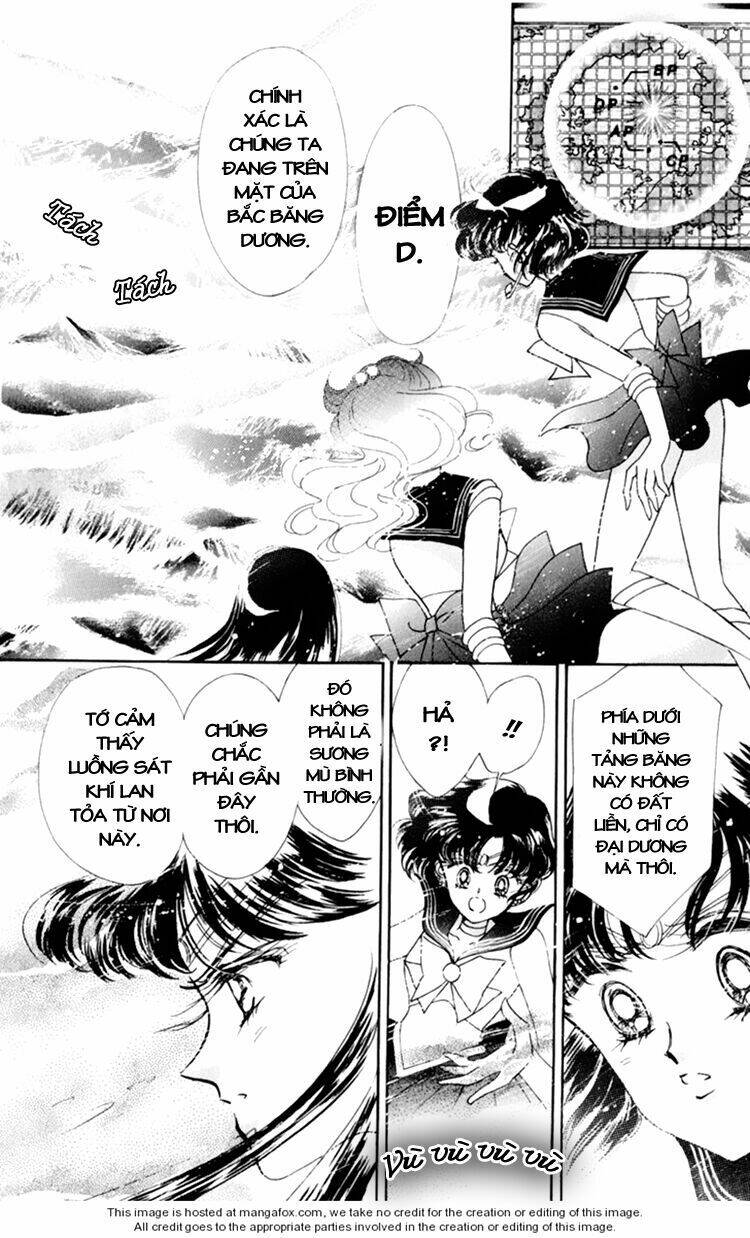 BP
DP
AP
CP
ĐIỂM
D.
CHÍNH
XÁC LÀ
CHÚNG TA
ĐANG TRÊN
MẶT CỦA
BẮC BĂNG
DƯƠNG.
Tách
Tách
PHÍA DƯỚI
NHỮNG
TẢNG BĂNG
NÀY KHÔNG
CÓ ĐẤT
LIỀN, CHỈ CÓ
ĐẠI DƯƠNG
MÀ THÔI.
!!
HẢ
?!
Vù vù vù vù
ĐÓ
KHÔNG
PHẢI LÀ
SƯƠNG
MÙ BÌNH
THƯỜNG.
CHÚNG
CHẮC
PHẢI GẦN
ĐÂY
THÔI.
TỚ CẢM
THẤY
LUỒNG SÁT
KHÍ LAN
TỎA TỪ NƠI
NÀY.
This image is hosted at mangafox.com, we take no credit for the creation or editing of this image.
All credit goes to the appropriate parties involved in the creation or editing of this image.